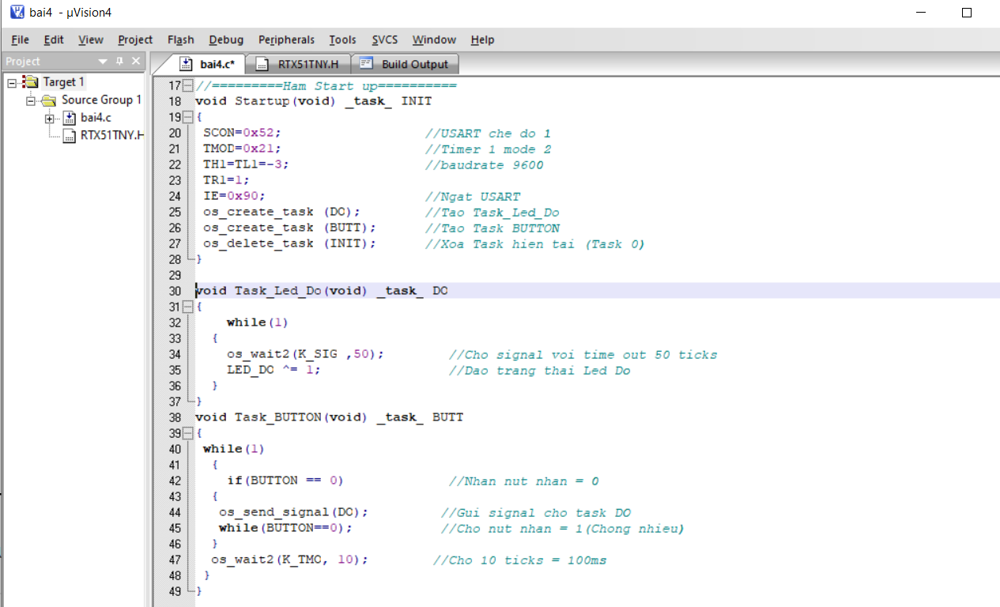 bai4 - µVision4
File Edit View Project Flash Debug Peripherals Tools SVCS Window Help
Project
bai4.c* RTX51TNY.H Build Output
Target 1
Source Group 1
bai4.c
RTX51TNY.H
17 //=========Ham Start up==========
18 void Startup(void) _task_ INIT
19 {
20 SCON=0x52; //USART che do 1
21 TMOD=0x21; //Timer 1 mode 2
22 TH1=TL1=-3; //baudrate 9600
23 TR1=1;
24 IE=0x90; //Ngat USART
25 os_create_task (DO); //Tao Task_Led_Do
26 os_create_task (BUTT); //Tao Task BUTTON
27 os_delete_task (INIT); //Xoa Task hien tai (Task 0)
28 }
29
30 void Task_Led_Do(void) _task_ DO
31 {
32 while(1)
33 {
34 os_wait2(K_SIG ,50); //Cho signal voi time out 50 ticks
35 LED_DO ^= 1; //Dao trang thai Led Do
36 }
37 }
38 void Task_BUTTON(void) _task_ BUTT
39 {
40 while(1)
41 {
42 if(BUTTON == 0) //Nhan nut nhan = 0
43 {
44 os_send_signal(DO); //Gui signal cho task DO
45 while(BUTTON==0); //Cho nut nhan = 1(Chong nhieu)
46 }
47 os_wait2(K_TMO, 10); //Cho 10 ticks = 100ms
48 }
49 }